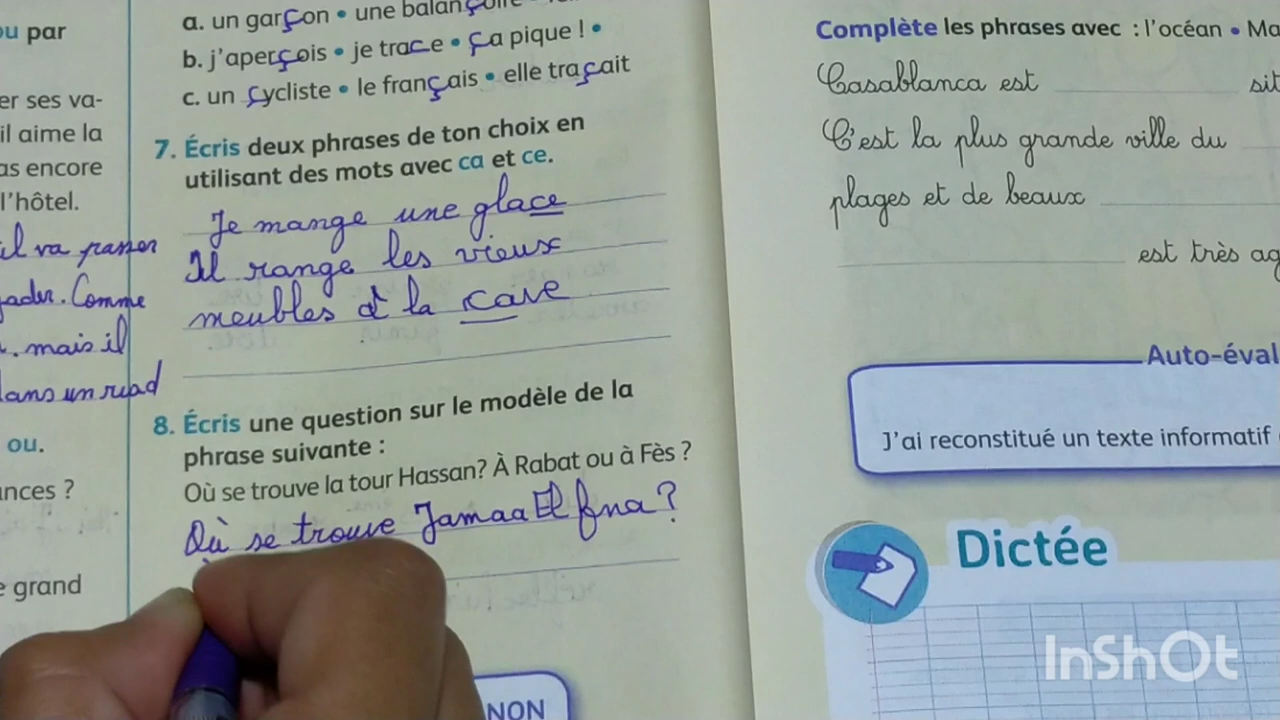 ou par
er ses va-
il aime la
as encore
l'hôtel.
il va passer
Comme
mais il
dans un riad
ou.
ances ?
e grand
a. un garçon • une balançoire
b. j'aperçois • je trace • ça pique ! •
c. un çycliste • le français • elle traçait
7. Écris deux phrases de ton choix en
utilisant des mots avec ca et ce.
Je mange une glace
Il range les vieux
meubles à la cave
8. Écris une question sur le modèle de la
phrase suivante :
Où se trouve la tour Hassan? À Rabat ou à Fès ?
Où se trouve Jamaa El fna ?
NON
Complète les phrases avec : l'océan • Ma
Casablanca est sit
C'est la plus grande ville du
plages et de beaux
est très ag
Auto-éval
J'ai reconstitué un texte informatif
Dictée
InShOt